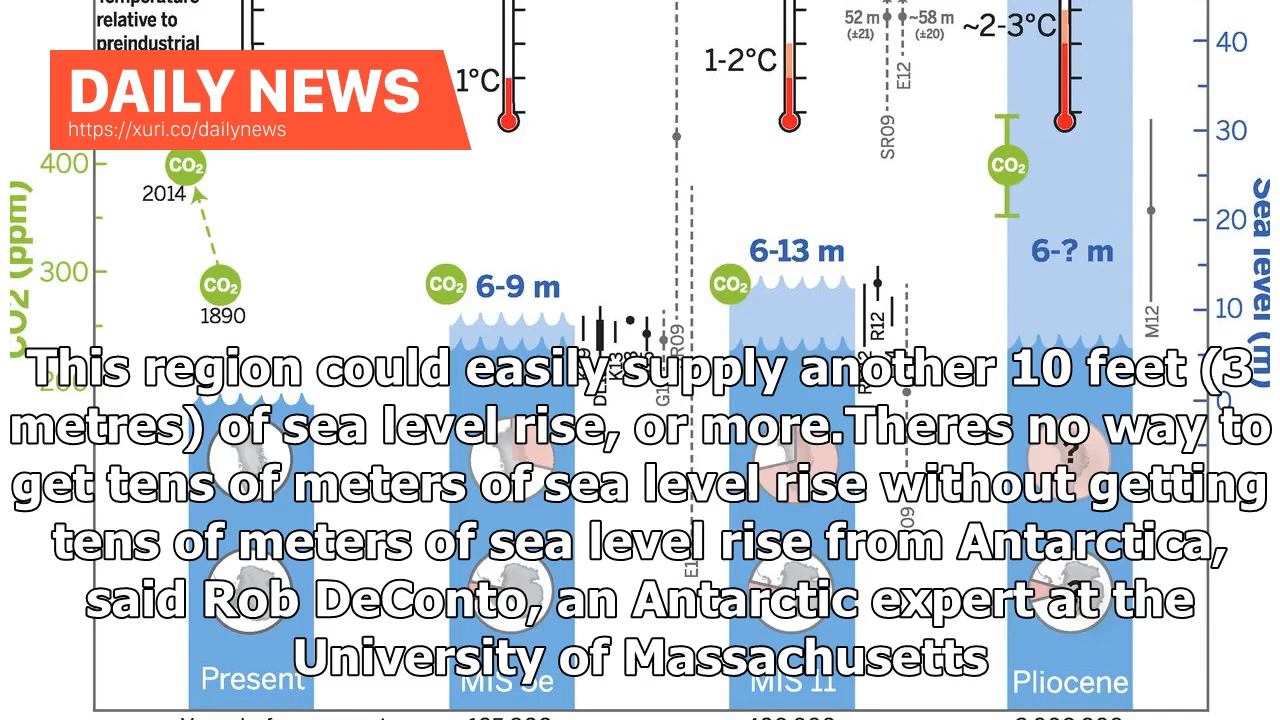 Temperature
relative to
preindustrial
DAILY NEWS
https://xuri.co/dailynews
1°C
1-2°C
52 m
(±21)
~58 m
(±20)
~2-3°C
40
30
20
10
0
E12
SR09
400
300
200
CO2 (ppm)
Sea level (m)
CO₂
2014
CO₂
1890
CO₂
6-9 m
CO₂
6-13 m
CO₂
6-? m
R12
M12
This region could easily supply another 10 feet (3
metres) of sea level rise, or more.Theres no way to
get tens of meters of sea level rise without getting
tens of meters of sea level rise from Antarctica,
said Rob DeConto, an Antarctic expert at the
University of Massachusetts
?
Present
MIS 5e
MIS 11
Pliocene